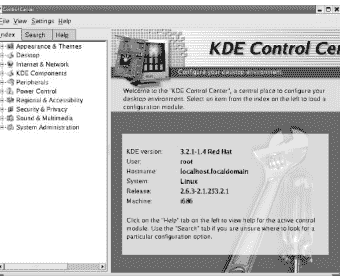 Control Center
File View Settings Help
Index Search Help
Appearance & Themes
Desktop
Internet & Network
KDE Components
Peripherals
Power Control
Regional & Accessibility
Security & Privacy
Sound & Multimedia
System Administration
KDE Control Cen
Configure your desktop environment.
Welcome to the "KDE Control Center", a central place to configure your
desktop environment. Select an item from the index on the left to load a
configuration module.
KDE version: 3.2.1-1.4 Red Hat
User: root
Hostname: localhost.localdomain
System: Linux
Release: 2.6.3-2.1.253.2.1
Machine: i686
Click on the "Help" tab on the left to view help for the active control
module. Use the "Search" tab if you are unsure where to look for a
particular configuration option.